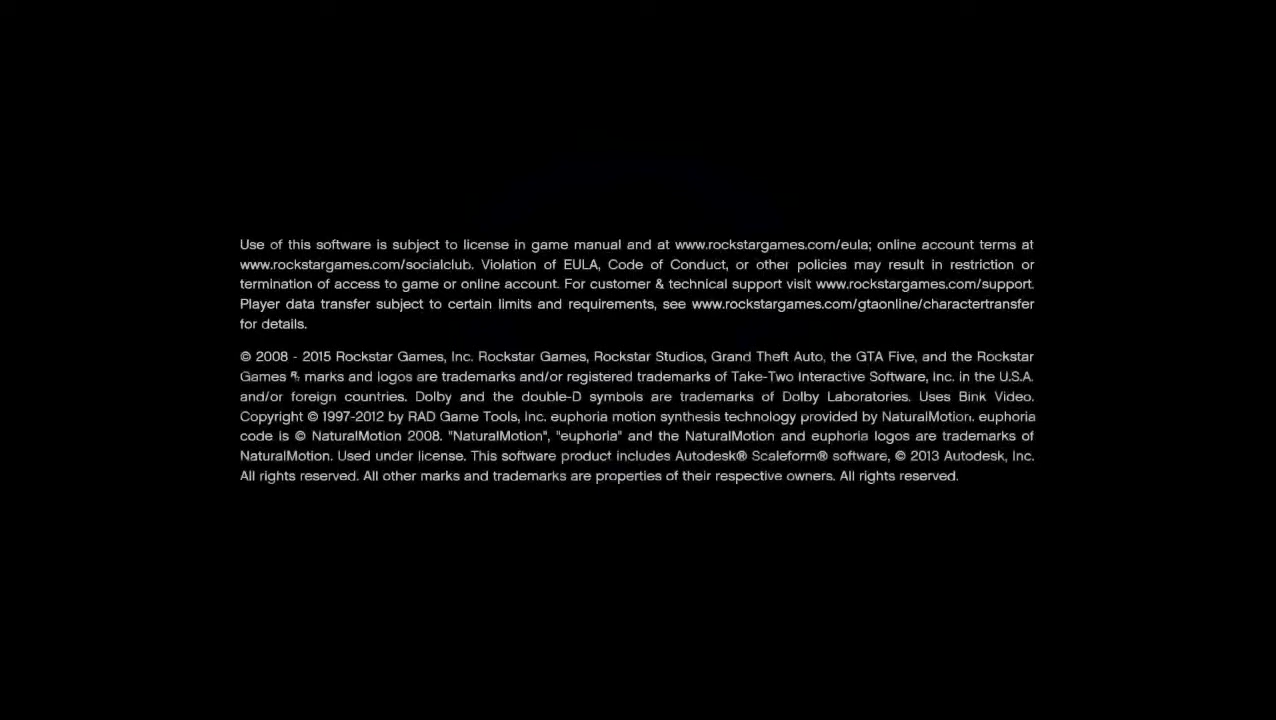 Use of this software is subject to license in game manual and at www.rockstargames.com/eula; online account terms at
www.rockstargames.com/socialclub. Violation of EULA, Code of Conduct, or other policies may result in restriction or
termination of access to game or online account. For customer & technical support visit www.rockstargames.com/support.
Player data transfer subject to certain limits and requirements, see www.rockstargames.com/gtaonline/charactertransfer
for details.
© 2008 - 2015 Rockstar Games, Inc. Rockstar Games, Rockstar Studios, Grand Theft Auto, the GTA Five, and the Rockstar
Games R* marks and logos are trademarks and/or registered trademarks of Take-Two Interactive Software, Inc. in the U.S.A.
and/or foreign countries. Dolby and the double-D symbols are trademarks of Dolby Laboratories. Uses Bink Video.
Copyright © 1997-2012 by RAD Game Tools, Inc. euphoria motion synthesis technology provided by NaturalMotion. euphoria
code is © NaturalMotion 2008. "NaturalMotion", "euphoria" and the NaturalMotion and euphoria logos are trademarks of
NaturalMotion. Used under license. This software product includes Autodesk® Scaleform® software, © 2013 Autodesk, Inc.
All rights reserved. All other marks and trademarks are properties of their respective owners. All rights reserved.